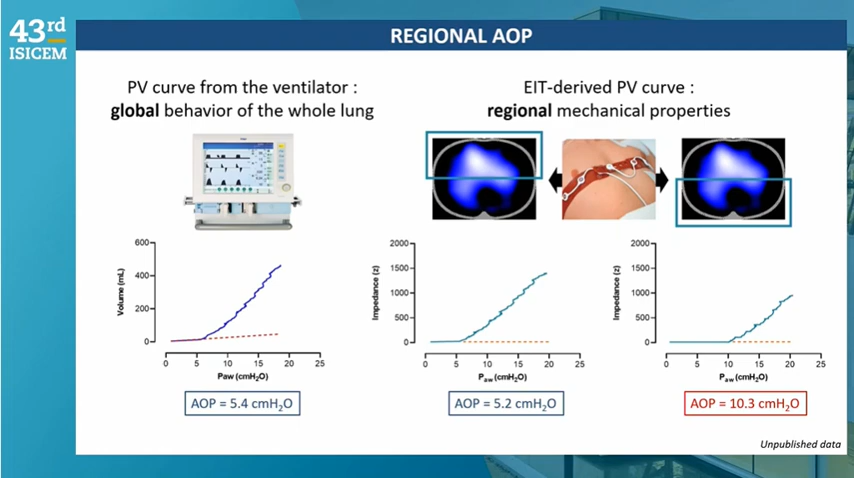 43rd
ISICEM
REGIONAL AOP
PV curve from the ventilator :
global behavior of the whole lung
EIT-derived PV curve :
regional mechanical properties
600
400
200
0
Volume (mL)
0 5 10 15 20 25
Paw (cmH2O)
AOP = 5.4 cmH2O
2000
1500
1000
500
0
Impedance (z)
0 5 10 15 20 25
Paw (cmH2O)
AOP = 5.2 cmH2O
2000
1500
1000
500
0
Impedance (z)
0 5 10 15 20 25
Paw (cmH2O)
AOP = 10.3 cmH2O
Unpublished data